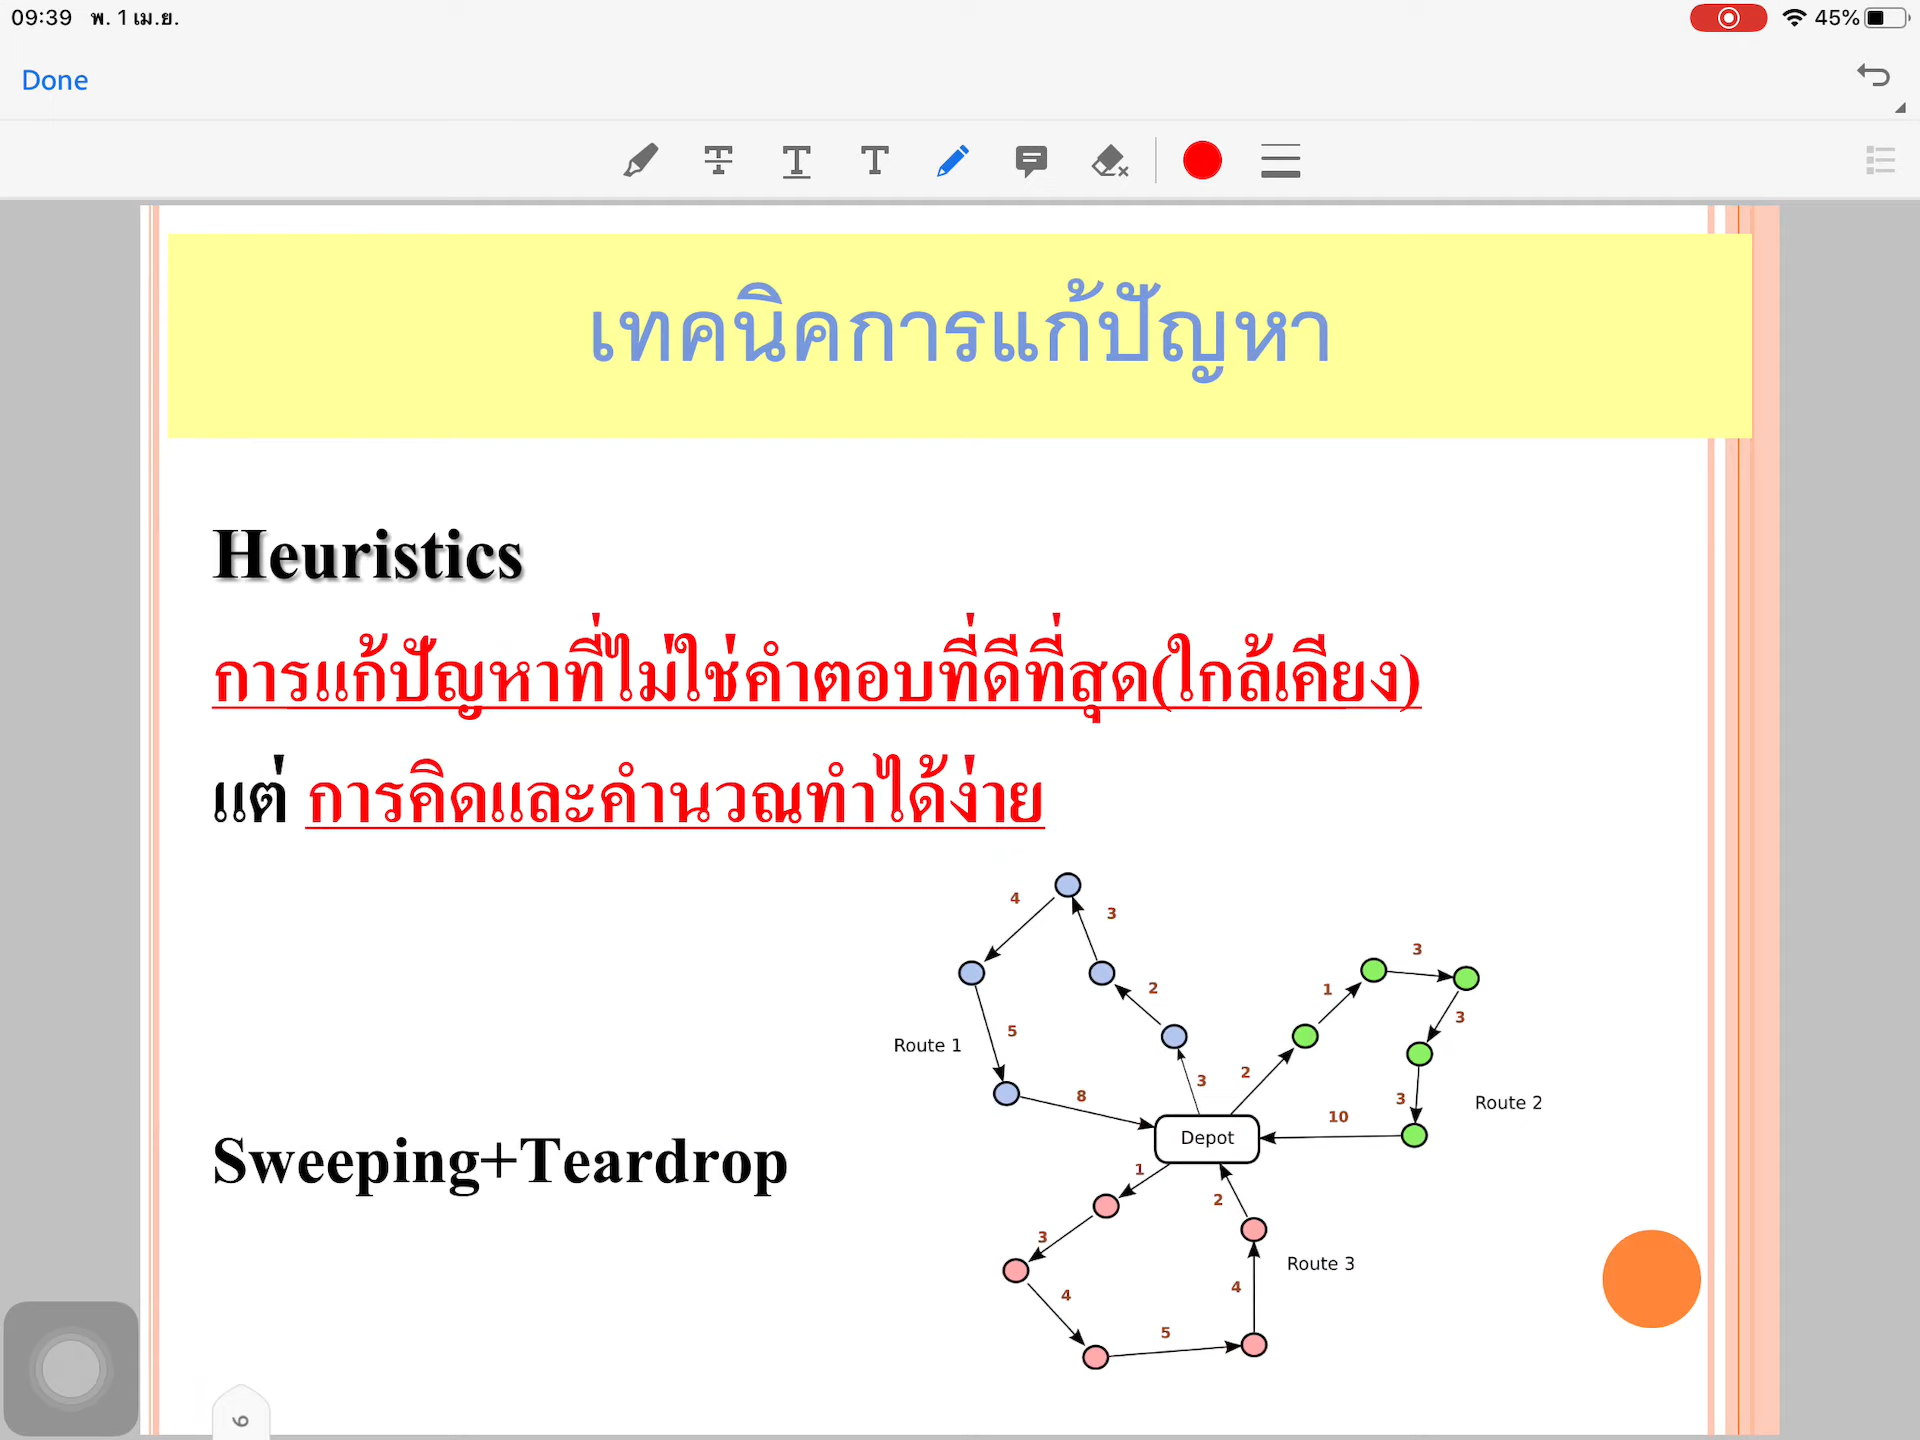 09:39 พ. 1 เม.ย.
45%
Done
เทคนิคการแก้ปัญหา
Heuristics
การแก้ปัญหาที่ไม่ใช่คำตอบที่ดีที่สุด(ใกล้เคียง)
แต่ การคิดและคำนวณทำได้ง่าย
4
3
3
2
1
3
5
Route 1
3
2
8
3
Route 2
10
Depot
Sweeping+Teardrop
1
2
3
Route 3
4
4
5
6